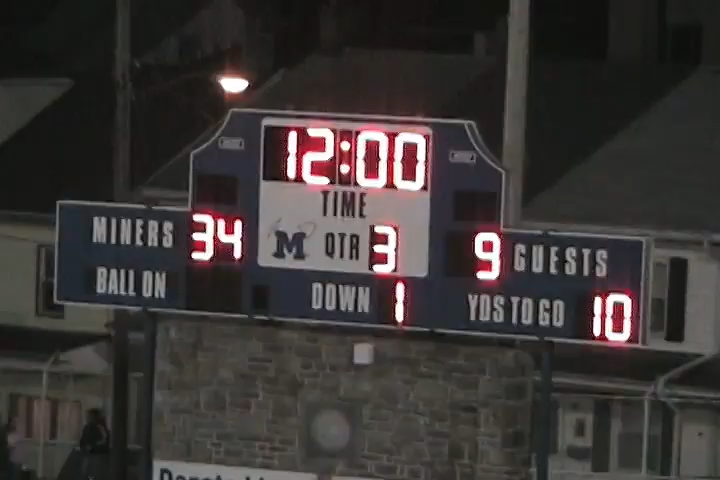 12:00
TIME
MINERS 34 M QTR 3 9 GUESTS
BALL ON DOWN 1 YDS TO GO 10